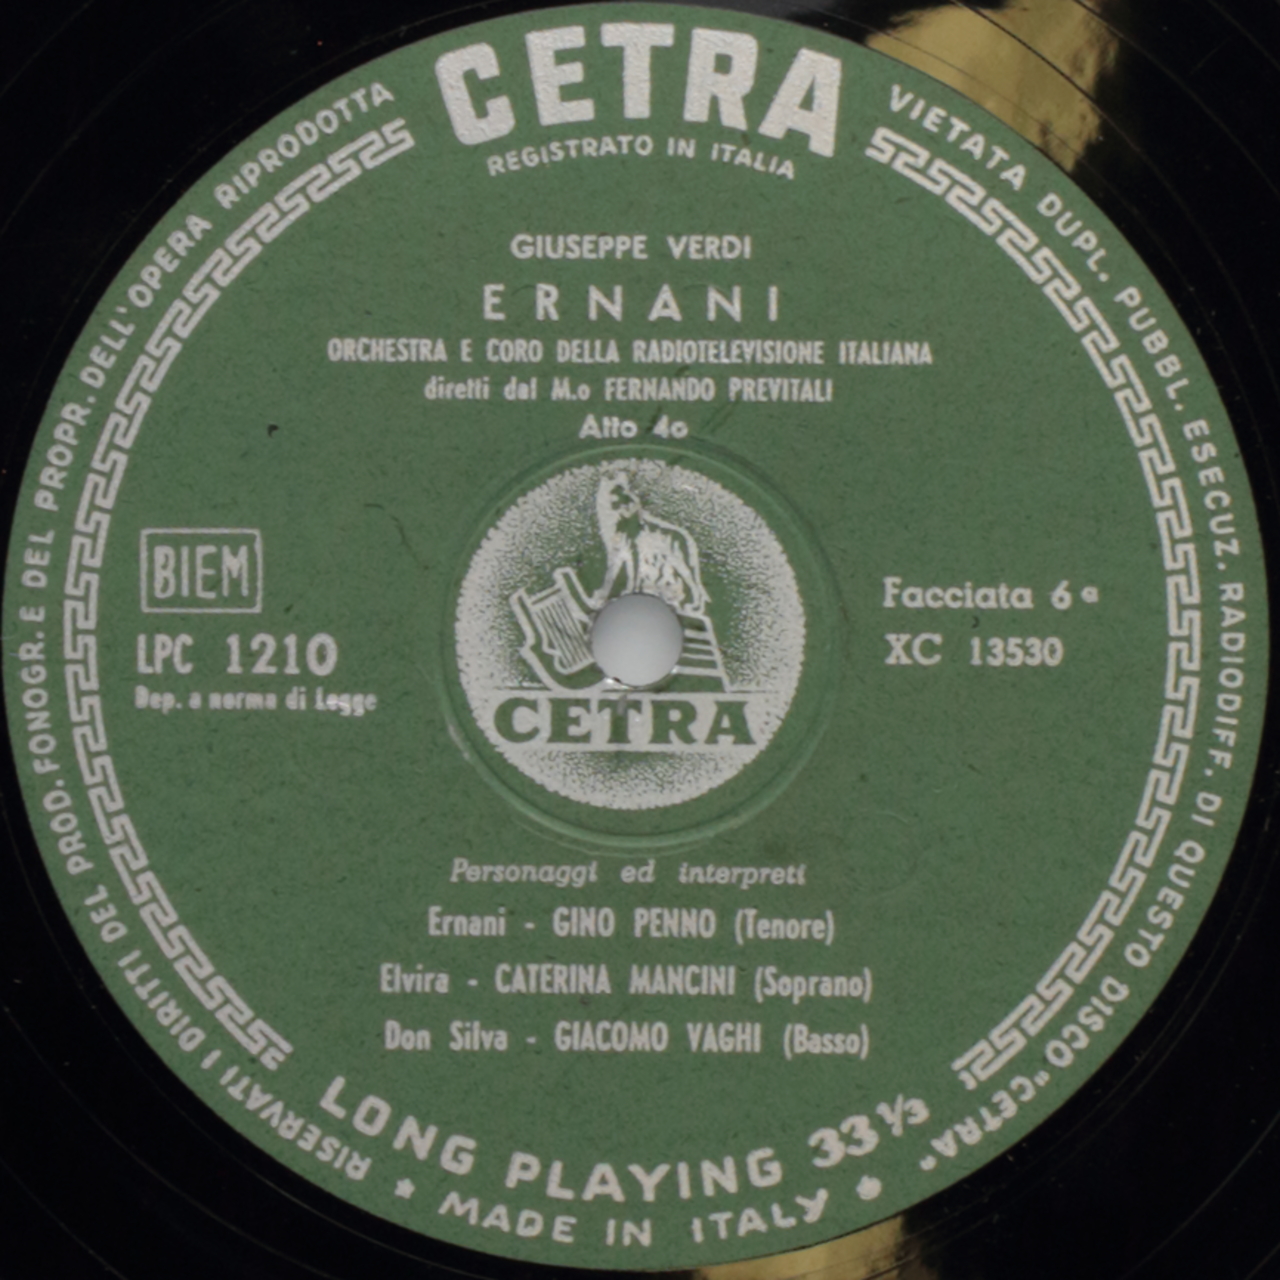 CETRA
REGISTRATO IN ITALIA
RISERVATI I DIRITTI DEL PROD. FONOGR. E DEL PROPR. DELL'OPERA RIPRODOTTA
VIETATA DUPL. PUBBL. ESECUZ. RADIODIFF. DI QUESTO DISCO "CETRA"
GIUSEPPE VERDI
ERNANI
ORCHESTRA E CORO DELLA RADIOTELEVISIONE ITALIANA
diretti dal M.o FERNANDO PREVITALI
Atto 4o
BIEM
LPC 1210
Dep. a norma di Legge
Facciata 6a
XC 13530
CETRA
Personaggi ed interpreti
Ernani - GINO PENNO (Tenore)
Elvira - CATERINA MANCINI (Soprano)
Don Silva - GIACOMO VAGHI (Basso)
LONG PLAYING 33 1/3
MADE IN ITALY